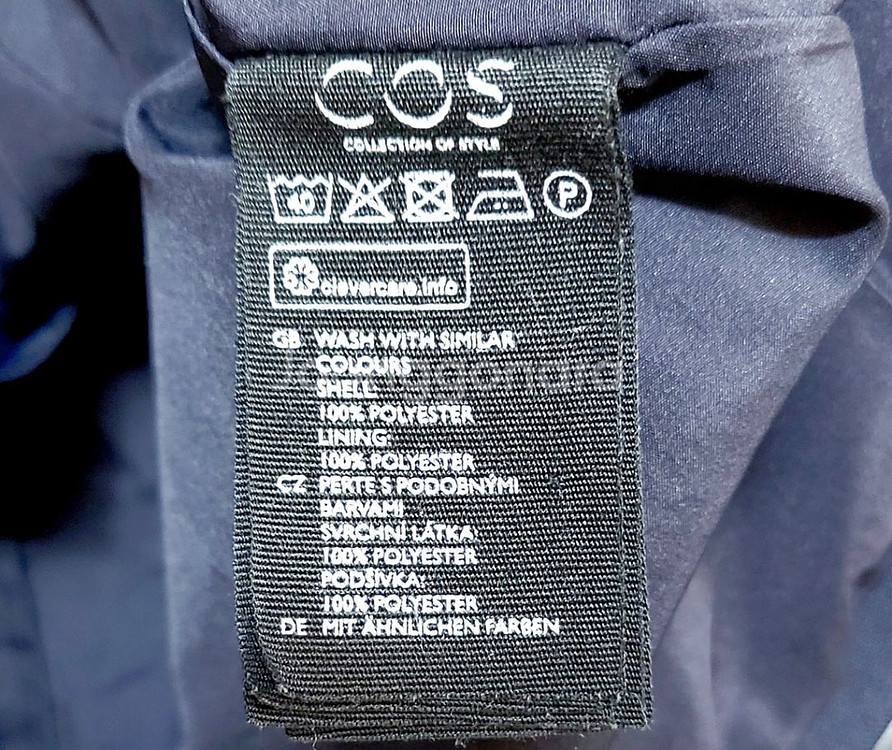 COS
COLLECTION OF STYLE
40 P
clevercare.info
GB WASH WITH SIMILAR
COLOURS
SHELL:
100% POLYESTER
LINING:
100% POLYESTER
CZ PERTE S PODOBNÝMI
BARVAMI
SVRCHNÍ LÁTKA:
100% POLYESTER
PODŠÍVKA:
100% POLYESTER
DE MIT ÄHNLICHEN FARBEN